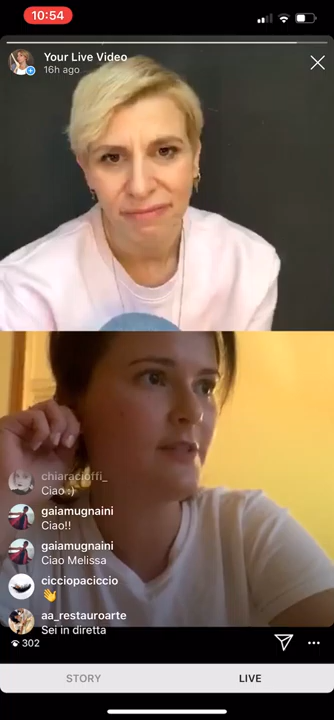 10:54
Your Live Video
16h ago
chiaracioffi_
Ciao :)
gaiamugnaini
Ciao!!
gaiamugnaini
Ciao Melissa
cicciopaciccio
👋
aa_restauroarte
Sei in diretta
302
STORY
LIVE